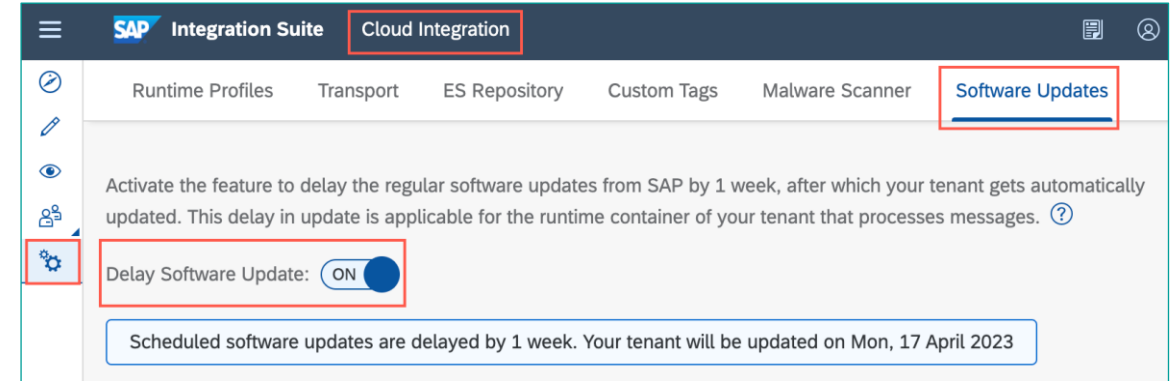 SAP Integration Suite Cloud Integration
Runtime Profiles Transport ES Repository Custom Tags Malware Scanner Software Updates
Activate the feature to delay the regular software updates from SAP by 1 week, after which your tenant gets automatically
updated. This delay in update is applicable for the runtime container of your tenant that processes messages. ?
Delay Software Update: ON
Scheduled software updates are delayed by 1 week. Your tenant will be updated on Mon, 17 April 2023